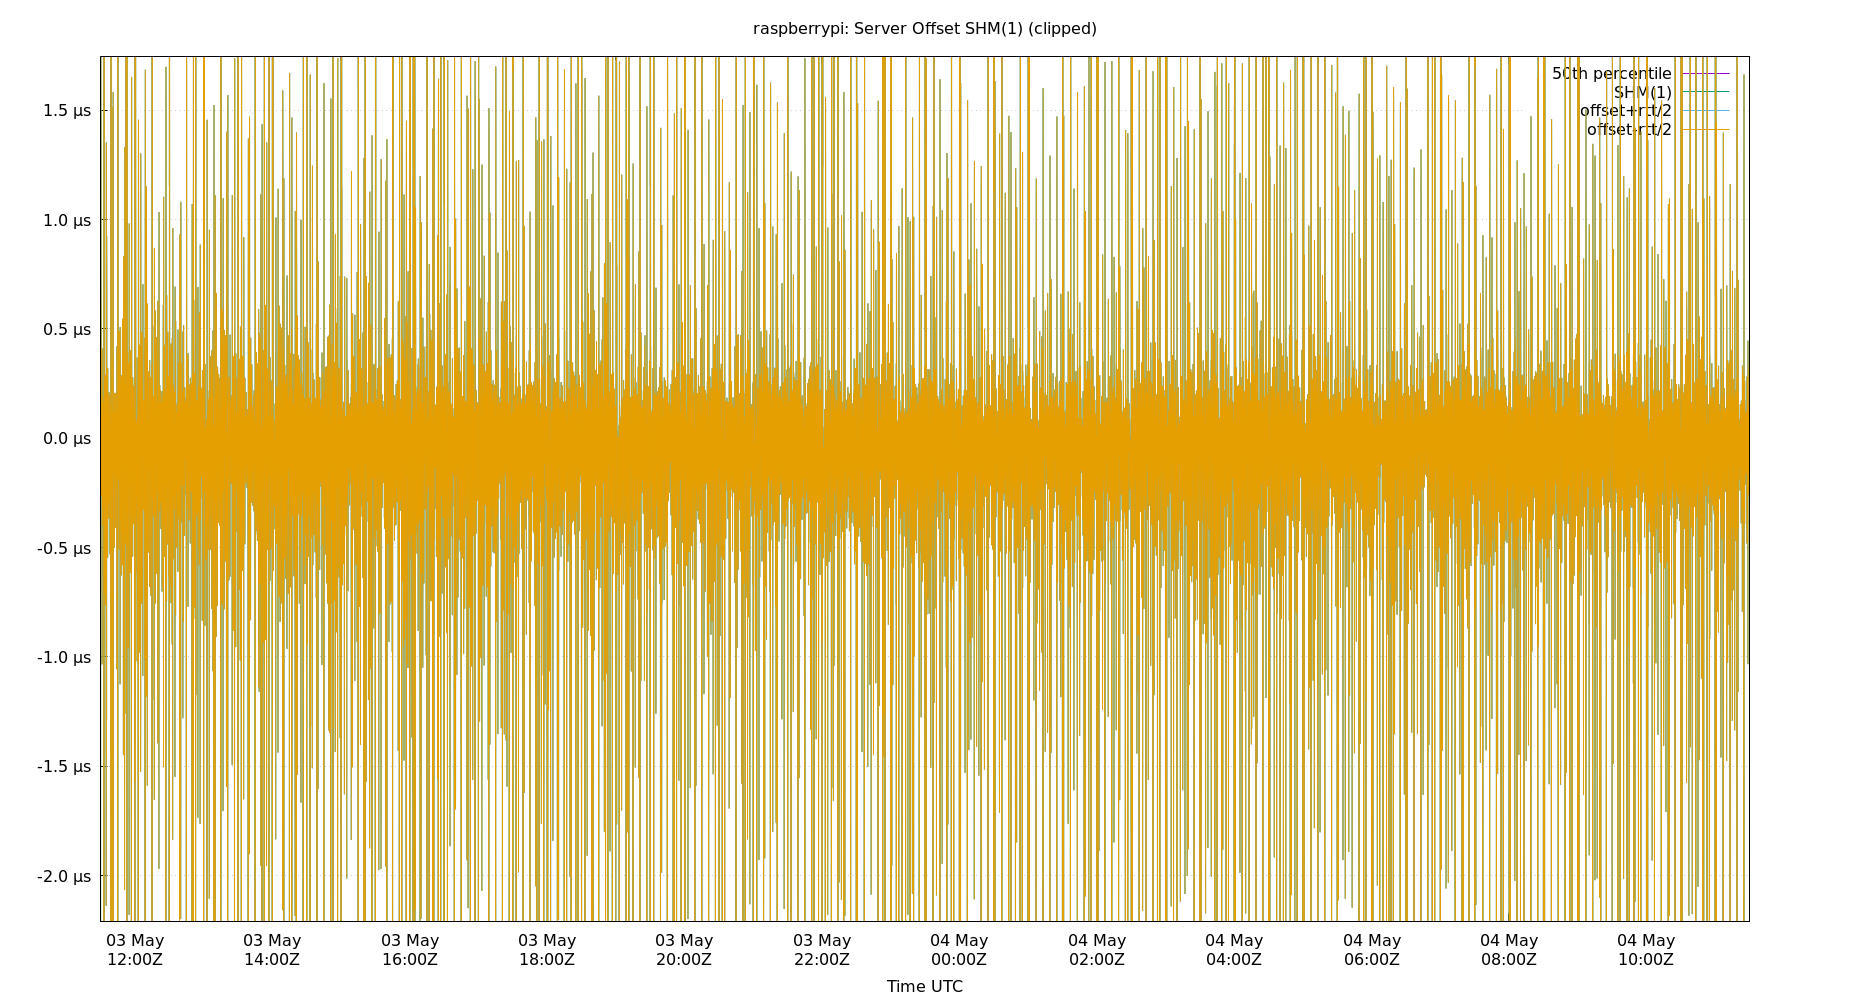 raspberrypi: Server Offset SHM(1) (clipped)
50th percentile
SHM(1)
offset+rtt/2
offset-rtt/2
1.5 µs
1.0 µs
0.5 µs
0.0 µs
-0.5 µs
-1.0 µs
-1.5 µs
-2.0 µs
03 May 03 May 03 May 03 May 03 May 03 May 04 May 04 May 04 May 04 May 04 May 04 May
12:00Z 14:00Z 16:00Z 18:00Z 20:00Z 22:00Z 00:00Z 02:00Z 04:00Z 06:00Z 08:00Z 10:00Z
Time UTC